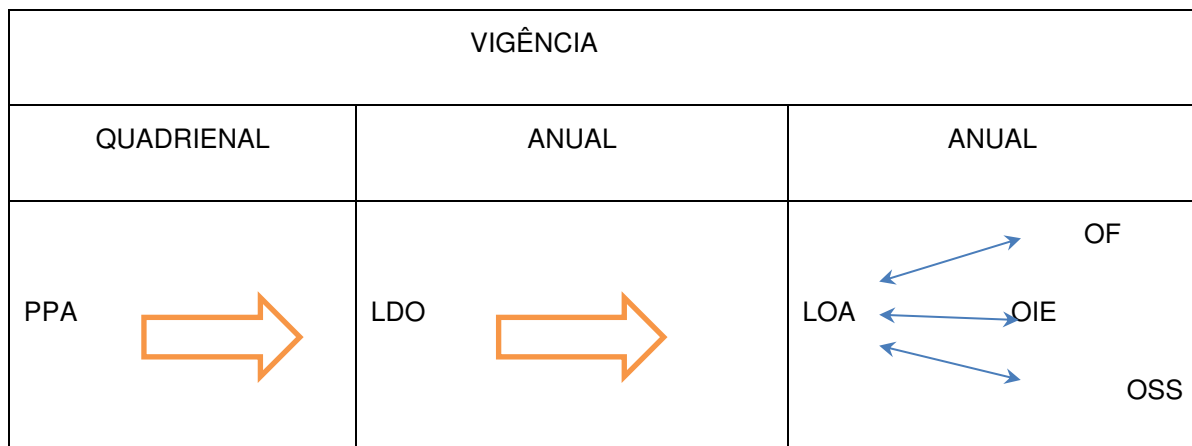 VIGÊNCIA
QUADRIENAL ANUAL ANUAL
OF
PPA LDO LOA OIE
OSS